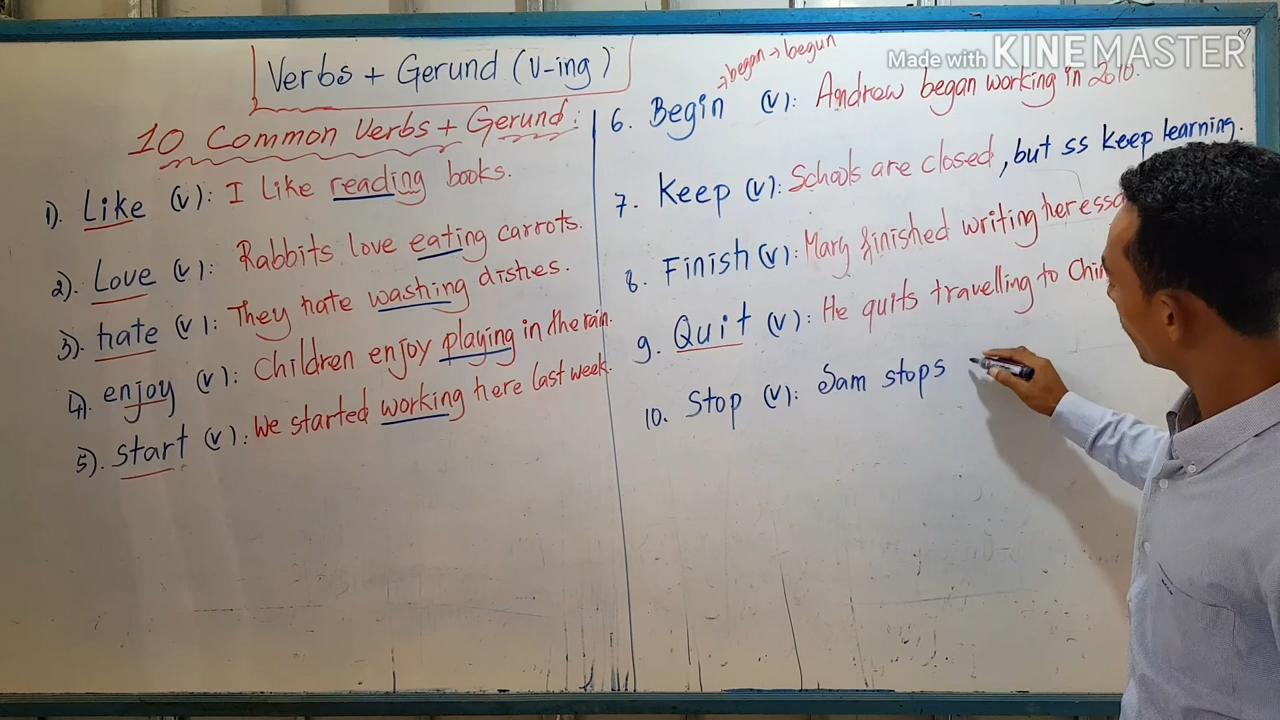 Verbs + Gerund (V-ing)
10 Common Verbs + Gerund:
1). Like (v): I like reading books.
2). Love (v): Rabbits love eating carrots.
3). hate (v): They hate washing dishes.
4). enjoy (v): Children enjoy playing in the rain.
5). start (v): We started working here last week.
→ began → begun
6. Begin (v): Andrew began working in 2010.
7. Keep (v): Schools are closed, but ss keep learning.
8. Finish (v): Mary finished writing her essa
9. Quit (v): He quits travelling to Chin
10. Stop (v): Sam stops
Made with KINEMASTER